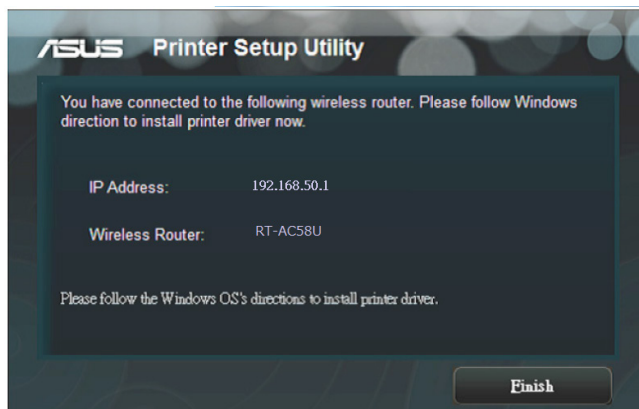 ASUS Printer Setup Utility
You have connected to the following wireless router. Please follow Windows
direction to install printer driver now.
IP Address: 192.168.50.1
Wireless Router: RT-AC58U
Please follow the Windows OS's directions to install printer driver.
Finish